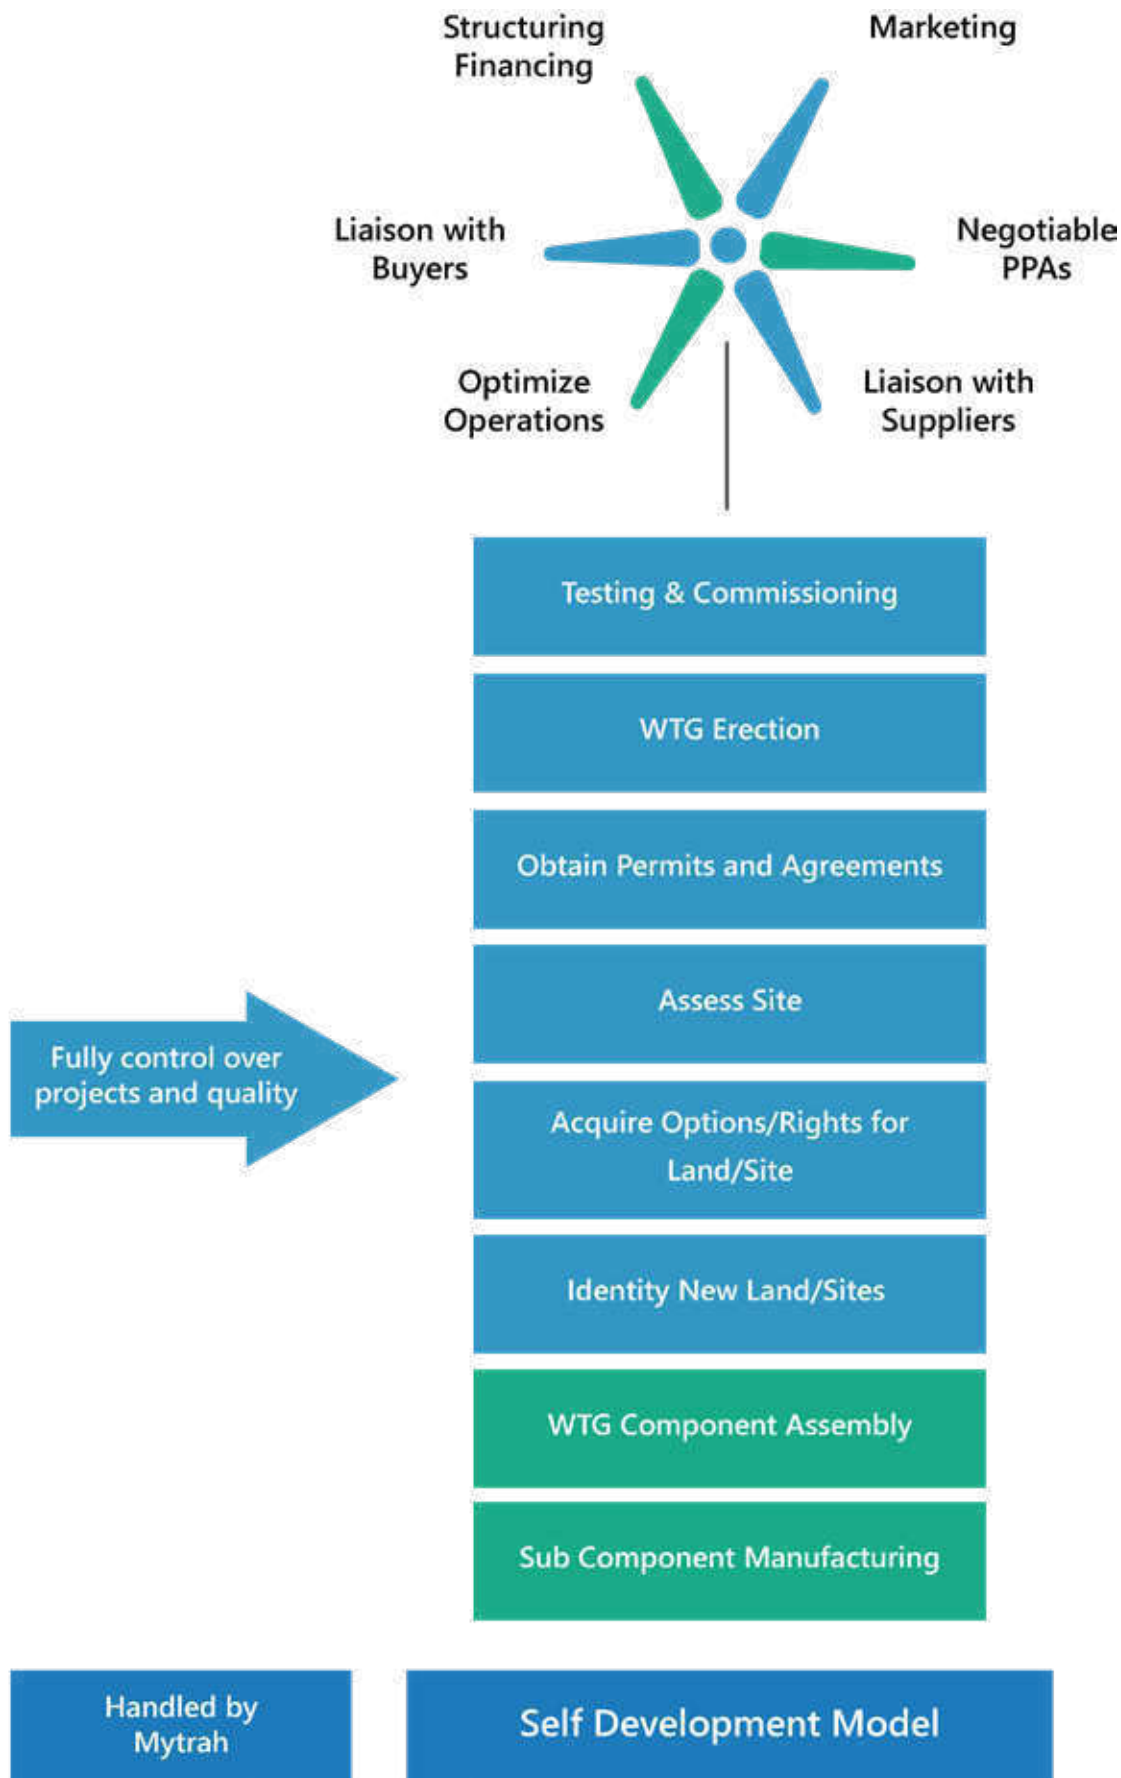 Structuring
Financing
Marketing
Liaison with
Buyers
Negotiable
PPAs
Optimize
Operations
Liaison with
Suppliers
Testing & Commissioning
WTG Erection
Obtain Permits and Agreements
Assess Site
Fully control over
projects and quality
Acquire Options/Rights for
Land/Site
Identity New Land/Sites
WTG Component Assembly
Sub Component Manufacturing
Handled by
Mytrah
Self Development Model